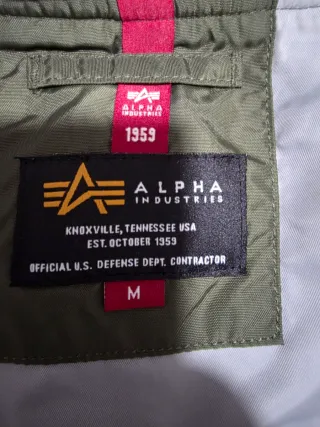 ALPHA
INDUSTRIES
1959
ALPHA
INDUSTRIES
KNOXVILLE, TENNESSEE USA
EST. OCTOBER 1959
OFFICIAL U.S. DEFENSE DEPT. CONTRACTOR
M